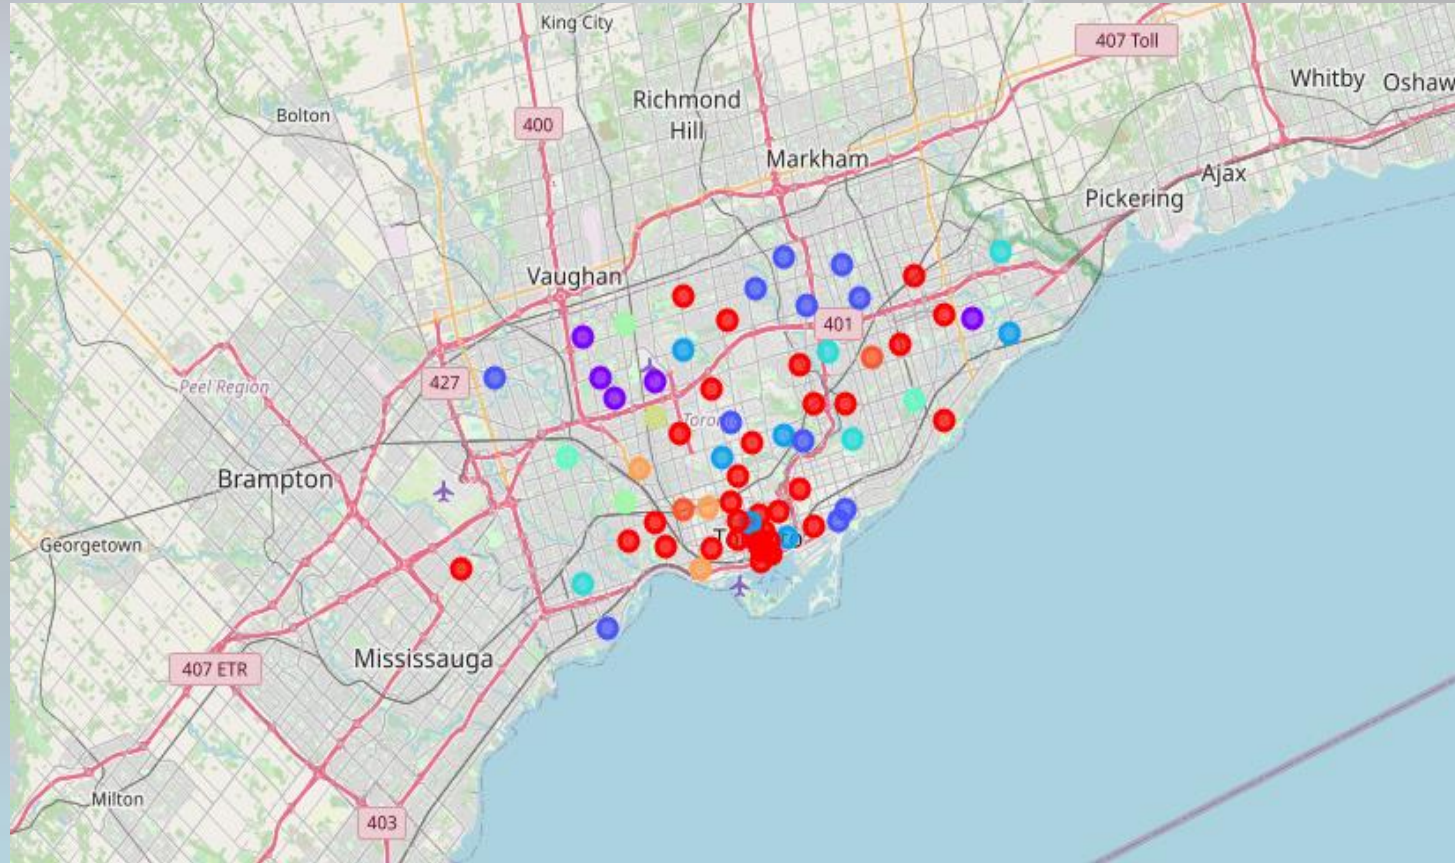 King City
407 Toll
Whitby
Oshaw
Richmond
Hill
Bolton
400
Markham
Ajax
Pickering
Vaughan
401
427
Peel Region
Toron
Brampton
Georgetown
Mississauga
407 ETR
Milton
403